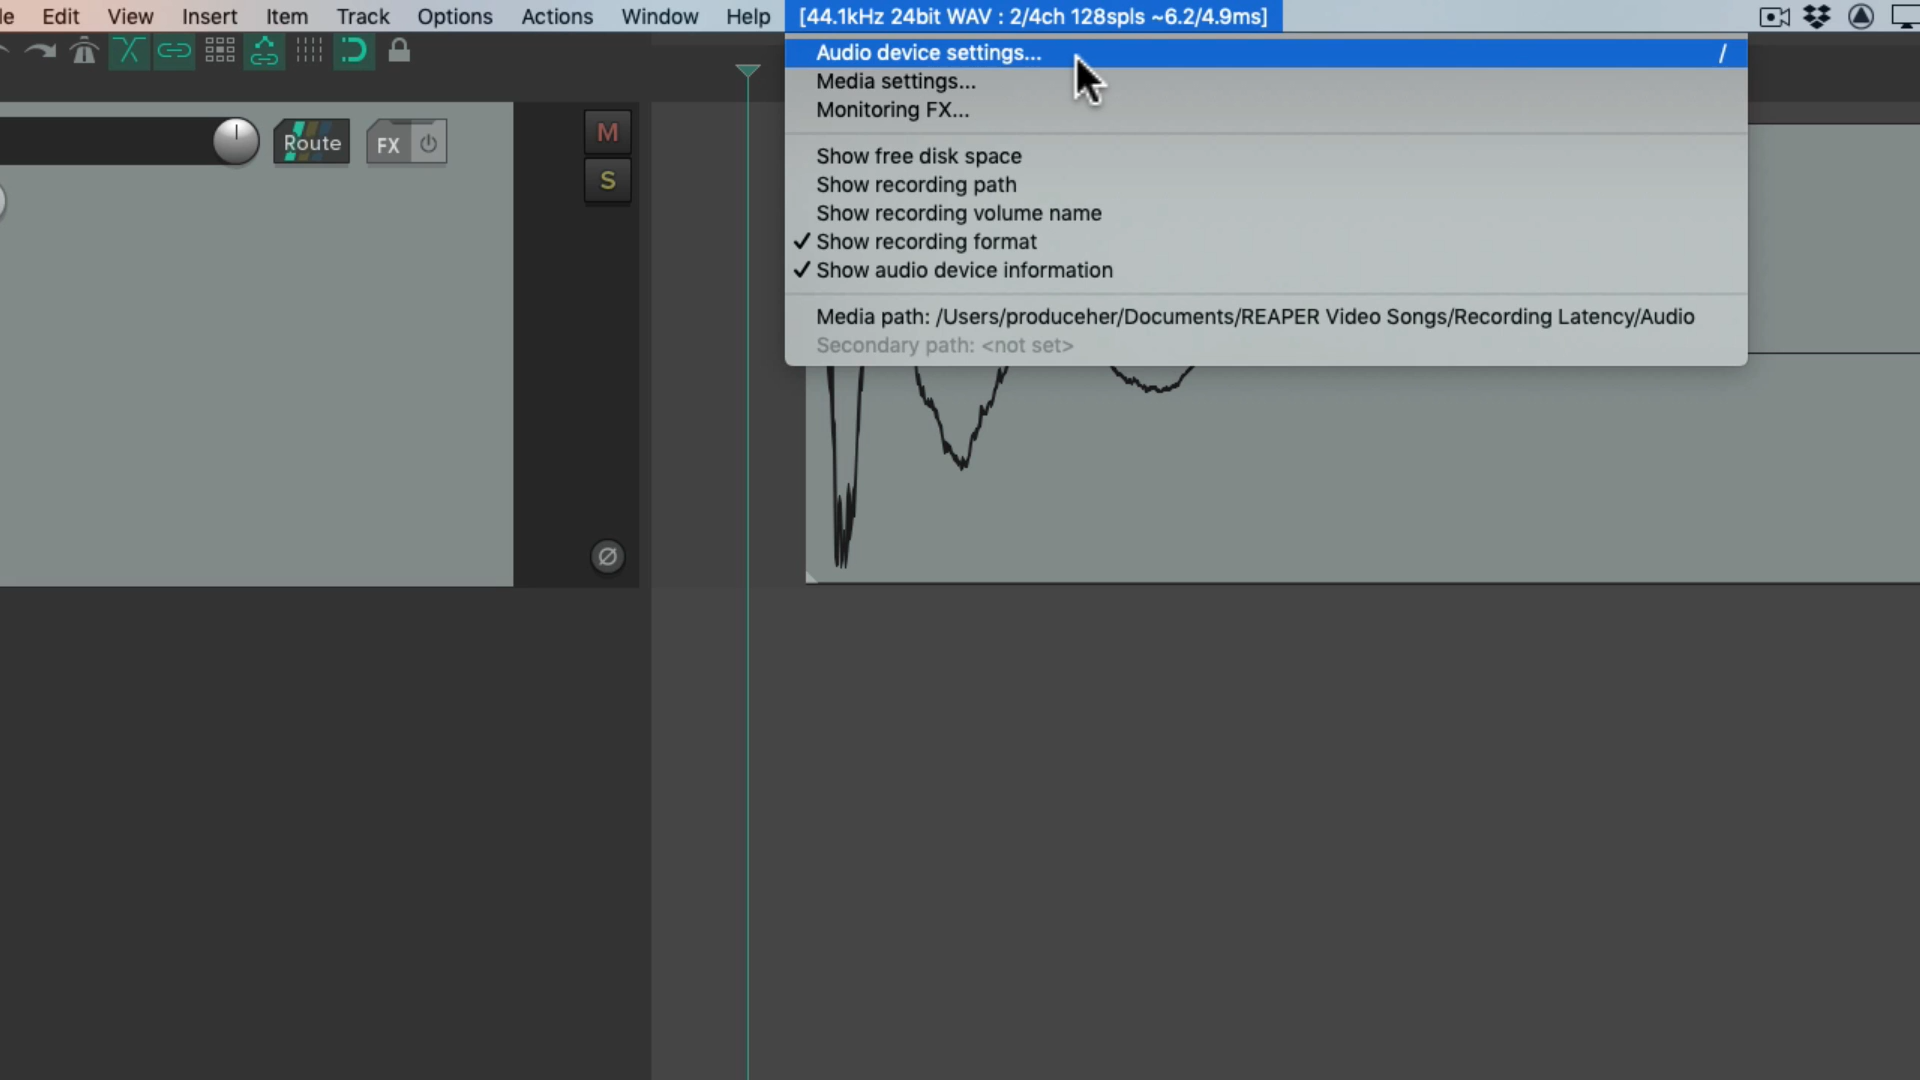 le Edit View Insert Item Track Options Actions Window Help [44.1kHz 24bit WAV : 2/4ch 128spls ~6.2/4.9ms]
Audio device settings... /
Media settings...
Monitoring FX...
Route FX M
S
Show free disk space
Show recording path
Show recording volume name
✓ Show recording format
✓ Show audio device information
Media path: /Users/produceher/Documents/REAPER Video Songs/Recording Latency/Audio
Secondary path: <not set>